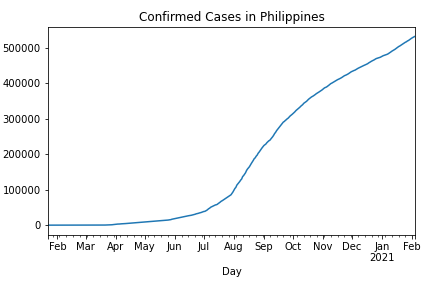 Confirmed Cases in Philippines
500000
400000
300000
200000
100000
0
Feb Mar Apr May Jun Jul Aug Sep Oct Nov Dec Jan Feb
2021
Day